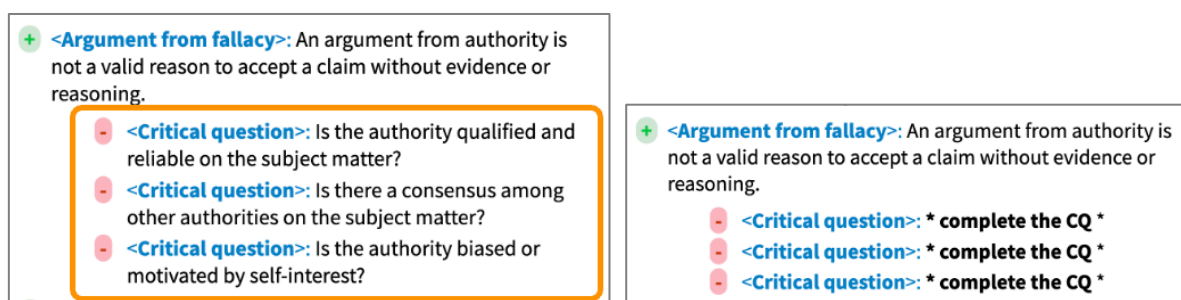 + <Argument from fallacy>: An argument from authority is
not a valid reason to accept a claim without evidence or
reasoning.
- <Critical question>: Is the authority qualified and
reliable on the subject matter?
- <Critical question>: Is there a consensus among
other authorities on the subject matter?
- <Critical question>: Is the authority biased or
motivated by self-interest?
+ <Argument from fallacy>: An argument from authority is
not a valid reason to accept a claim without evidence or
reasoning.
- <Critical question>: * complete the CQ *
- <Critical question>: * complete the CQ *
- <Critical question>: * complete the CQ *